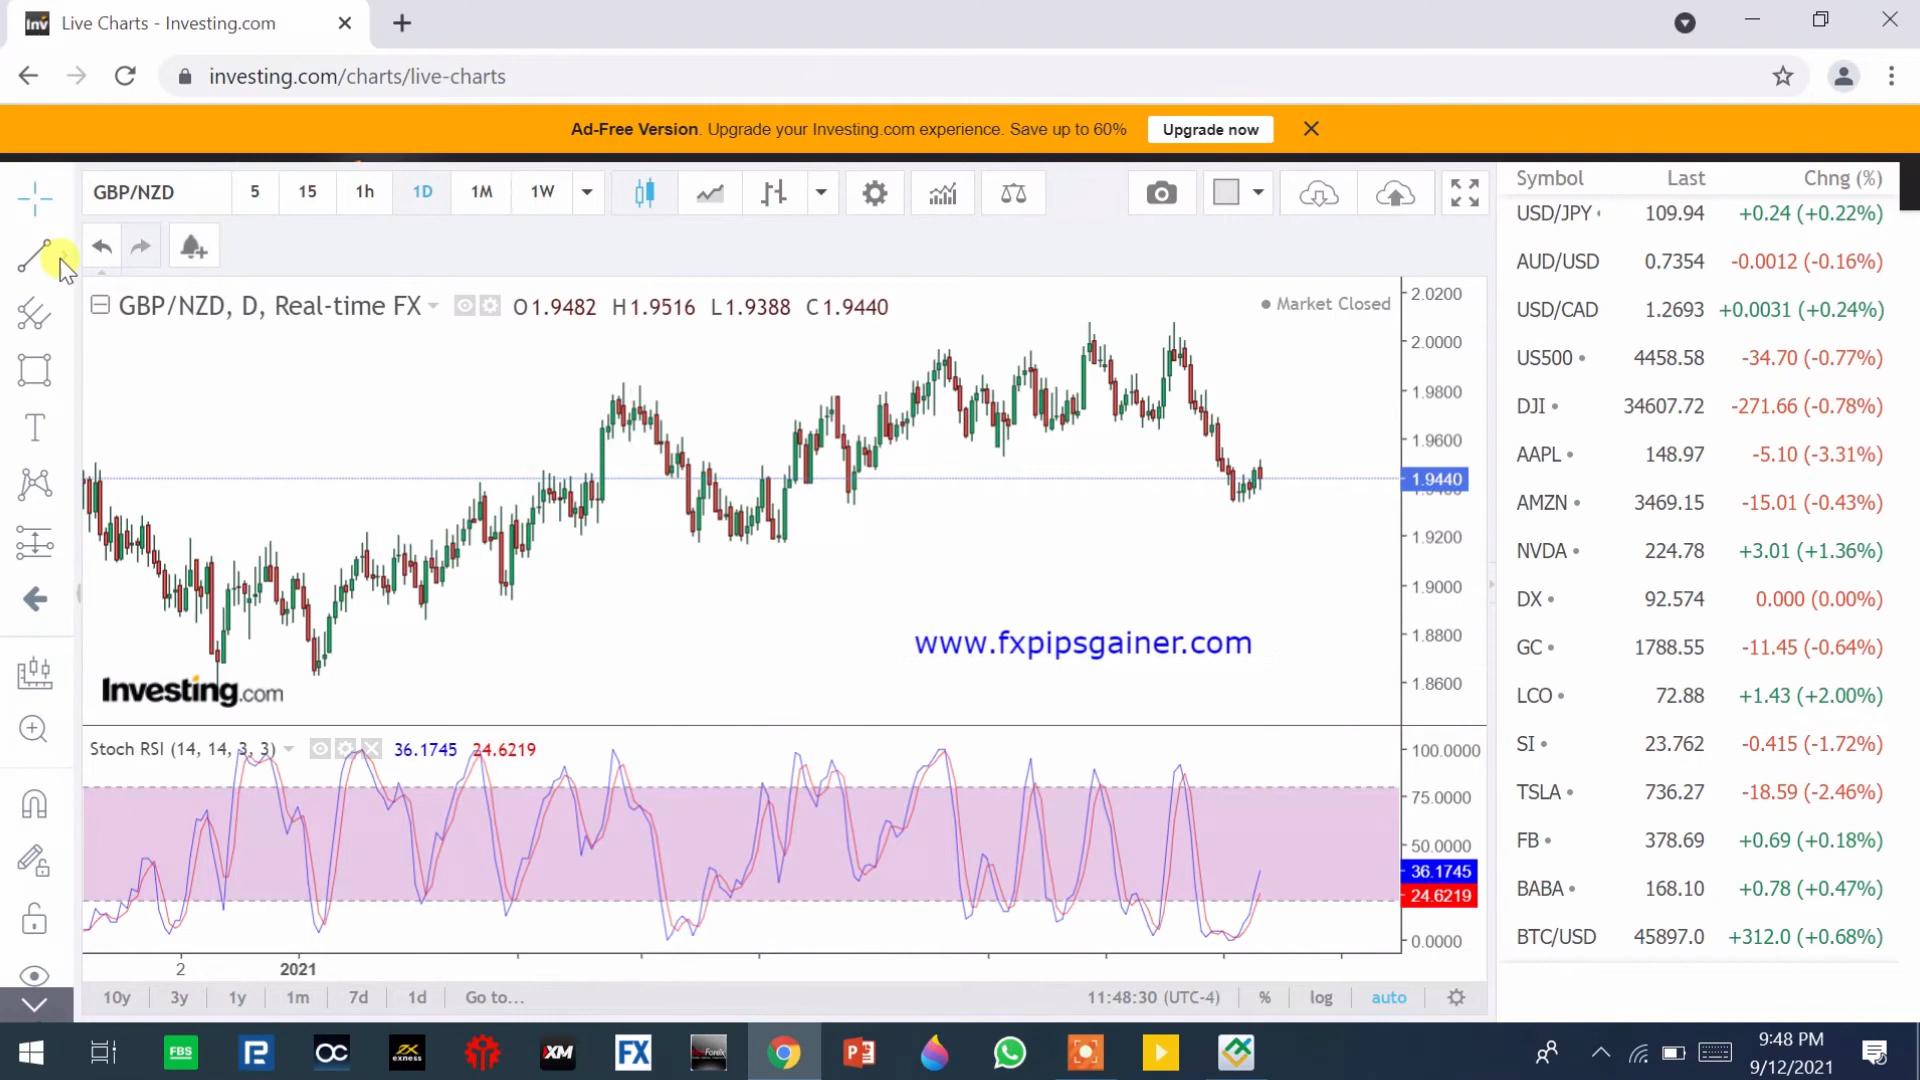 Inv Live Charts - Investing.com
investing.com/charts/live-charts
Ad-Free Version. Upgrade your Investing.com experience. Save up to 60% Upgrade now
GBP/NZD 5 15 1h 1D 1M 1W
Symbol Last Chng (%)
USD/JPY 109.94 +0.24 (+0.22%)
AUD/USD 0.7354 -0.0012 (-0.16%)
USD/CAD 1.2693 +0.0031 (+0.24%)
US500 4458.58 -34.70 (-0.77%)
DJI 34607.72 -271.66 (-0.78%)
AAPL 148.97 -5.10 (-3.31%)
AMZN 3469.15 -15.01 (-0.43%)
NVDA 224.78 +3.01 (+1.36%)
DX 92.574 0.000 (0.00%)
GC 1788.55 -11.45 (-0.64%)
LCO 72.88 +1.43 (+2.00%)
SI 23.762 -0.415 (-1.72%)
TSLA 736.27 -18.59 (-2.46%)
FB 378.69 +0.69 (+0.18%)
BABA 168.10 +0.78 (+0.47%)
BTC/USD 45897.0 +312.0 (+0.68%)
GBP/NZD, D, Real-time FX O1.9482 H1.9516 L1.9388 C1.9440
Market Closed
2.0200
2.0000
1.9800
1.9600
1.9440
1.9200
1.9000
1.8800
1.8600
www.fxpipsgainer.com
Investing.com
Stoch RSI (14, 14, 3, 3) 36.1745 24.6219
100.0000
75.0000
50.0000
36.1745
24.6219
0.0000
2 2021
10y 3y 1y 1m 7d 1d Go to... 11:48:30 (UTC-4) % log auto
FBS OC exness XM FX Forex P
9:48 PM
9/12/2021